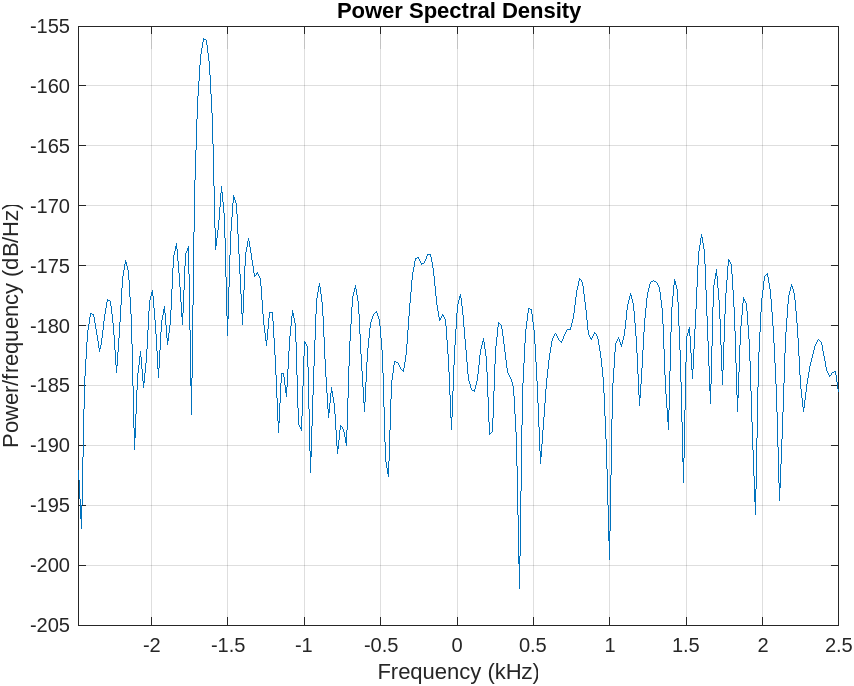 Power Spectral Density
-155
-160
-165
-170
-175
-180
-185
-190
-195
-200
-205
Power/frequency (dB/Hz)
-2 -1.5 -1 -0.5 0 0.5 1 1.5 2 2.5
Frequency (kHz)